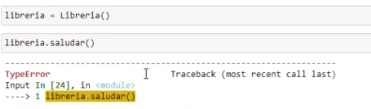 libreria = Libreria()
libreria.saludar()
---------------------------------------------------------------------------
TypeError Traceback (most recent call last)
Input In [24], in <module>
----> 1 libreria.saludar()